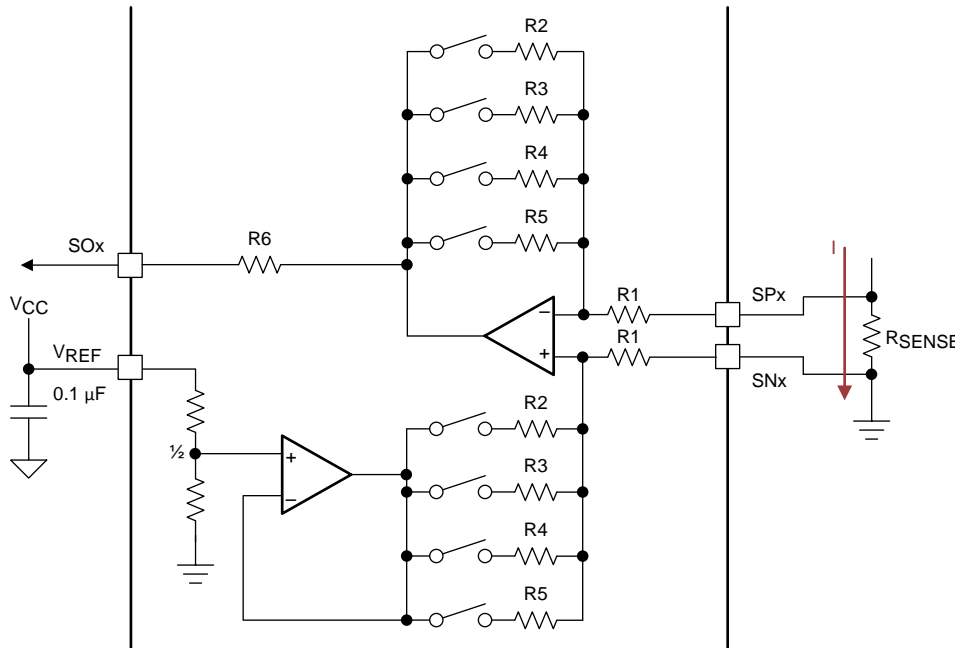 R2
R3
R4
R5
SOx
R6
I
VCC
R1
SPx
−
+
R1
SNx
RSENSE
VREF
0.1 µF
½
+
−
R2
R3
R4
R5